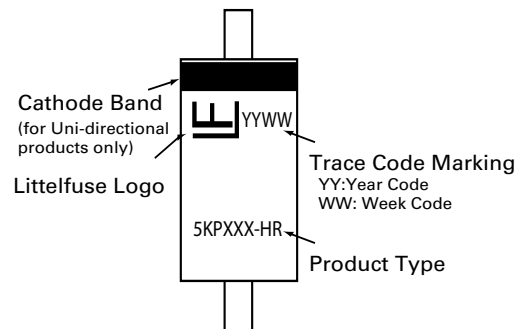 Cathode Band
(for Uni-directional
products only)
Littelfuse Logo
YYWW
Trace Code Marking
YY:Year Code
WW: Week Code
5KPXXX-HR
Product Type